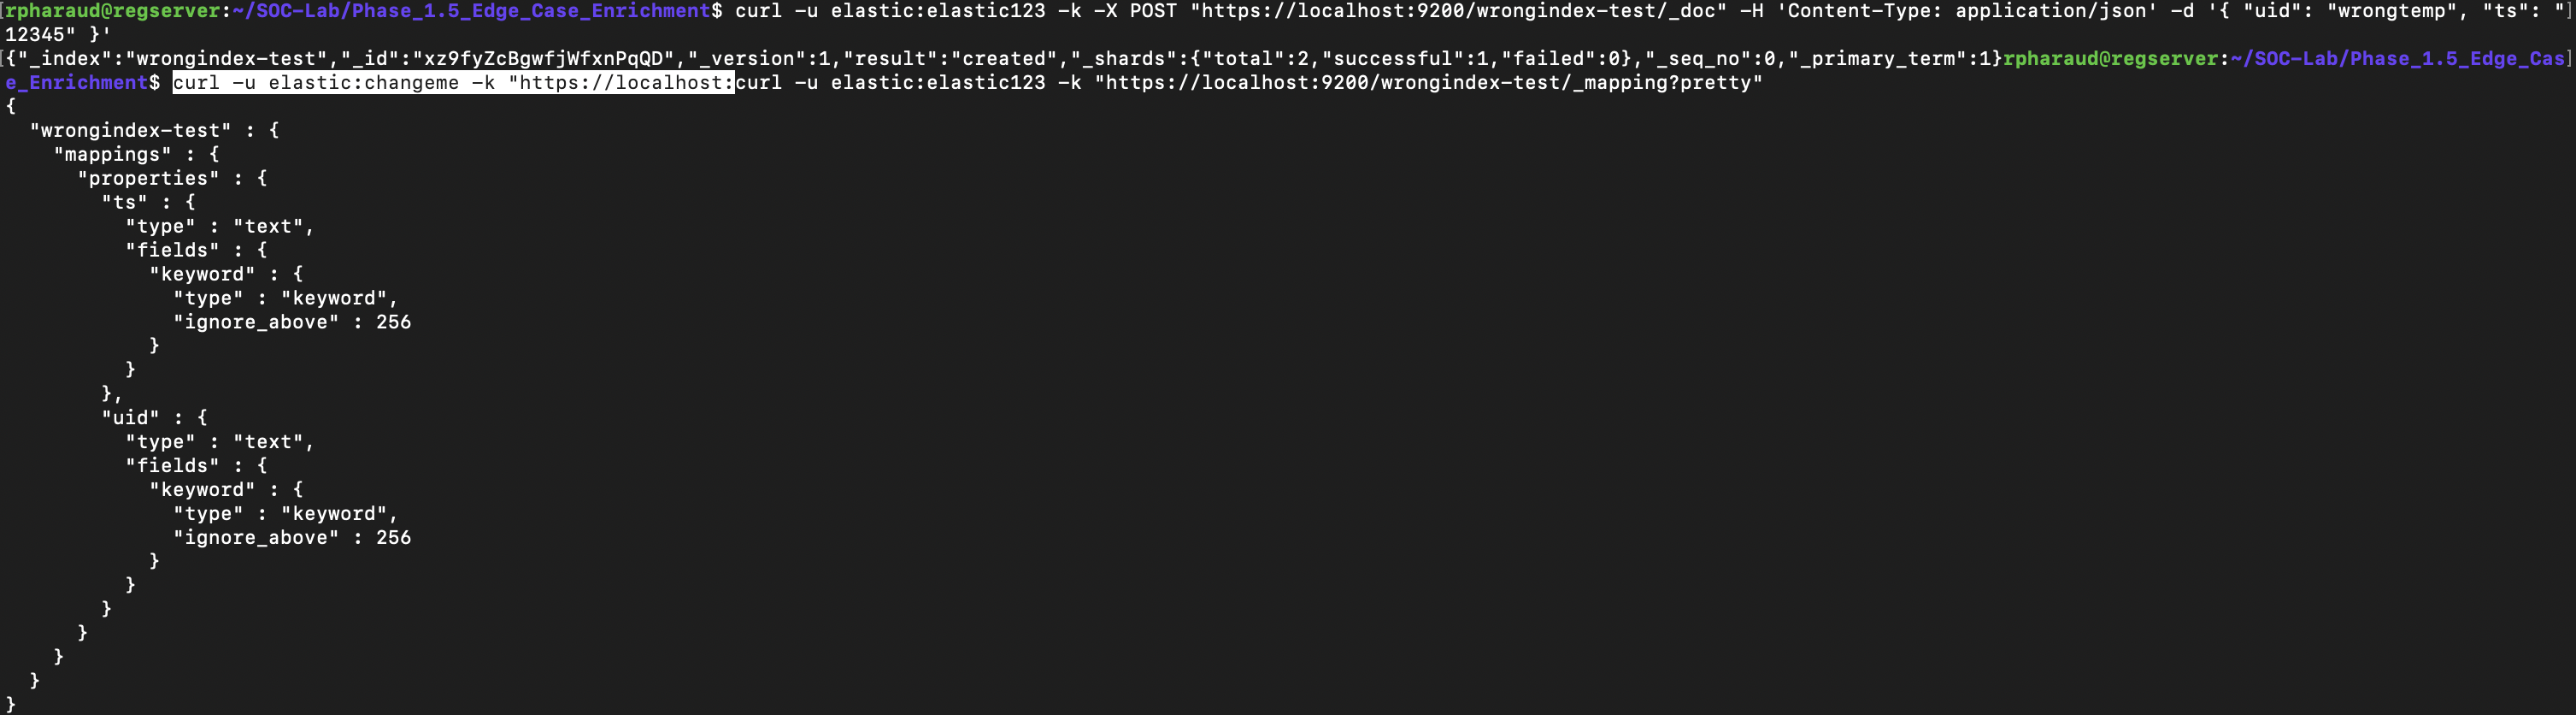 [rpharaud@regserver:~/SOC-Lab/Phase_1.5_Edge_Case_Enrichment$ curl -u elastic:elastic123 -k -X POST "https://localhost:9200/wrongindex-test/_doc" -H 'Content-Type: application/json' -d '{ "uid": "wrongtemp", "ts": "]
12345" }'
[{"_index":"wrongindex-test","_id":"xz9fyZcBgwfjWfxnPqQD","_version":1,"result":"created","_shards":{"total":2,"successful":1,"failed":0},"_seq_no":0,"_primary_term":1}rpharaud@regserver:~/SOC-Lab/Phase_1.5_Edge_Cas]
e_Enrichment$ curl -u elastic:changeme -k "https://localhost:curl -u elastic:elastic123 -k "https://localhost:9200/wrongindex-test/_mapping?pretty"
{
  "wrongindex-test" : {
    "mappings" : {
      "properties" : {
        "ts" : {
          "type" : "text",
          "fields" : {
            "keyword" : {
              "type" : "keyword",
              "ignore_above" : 256
            }
          }
        },
        "uid" : {
          "type" : "text",
          "fields" : {
            "keyword" : {
              "type" : "keyword",
              "ignore_above" : 256
            }
          }
        }
      }
    }
  }
}